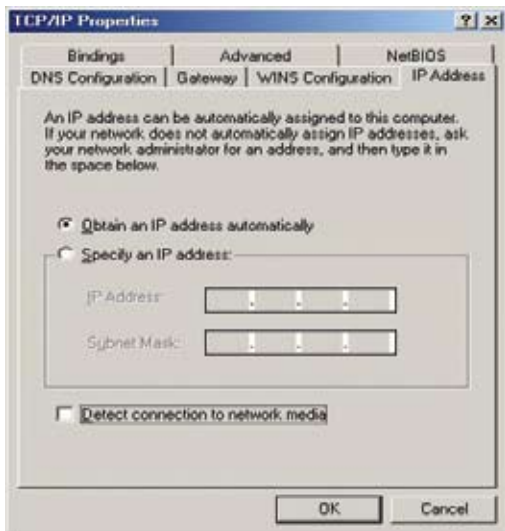 TCP/IP Properties
Bindings Advanced NetBIOS
DNS Configuration Gateway WINS Configuration IP Address
An IP address can be automatically assigned to this computer.
If your network does not automatically assign IP addresses, ask
your network administrator for an address, and then type it in
the space below.
Obtain an IP address automatically
Specify an IP address:
IP Address:
Subnet Mask:
Detect connection to network media
OK Cancel